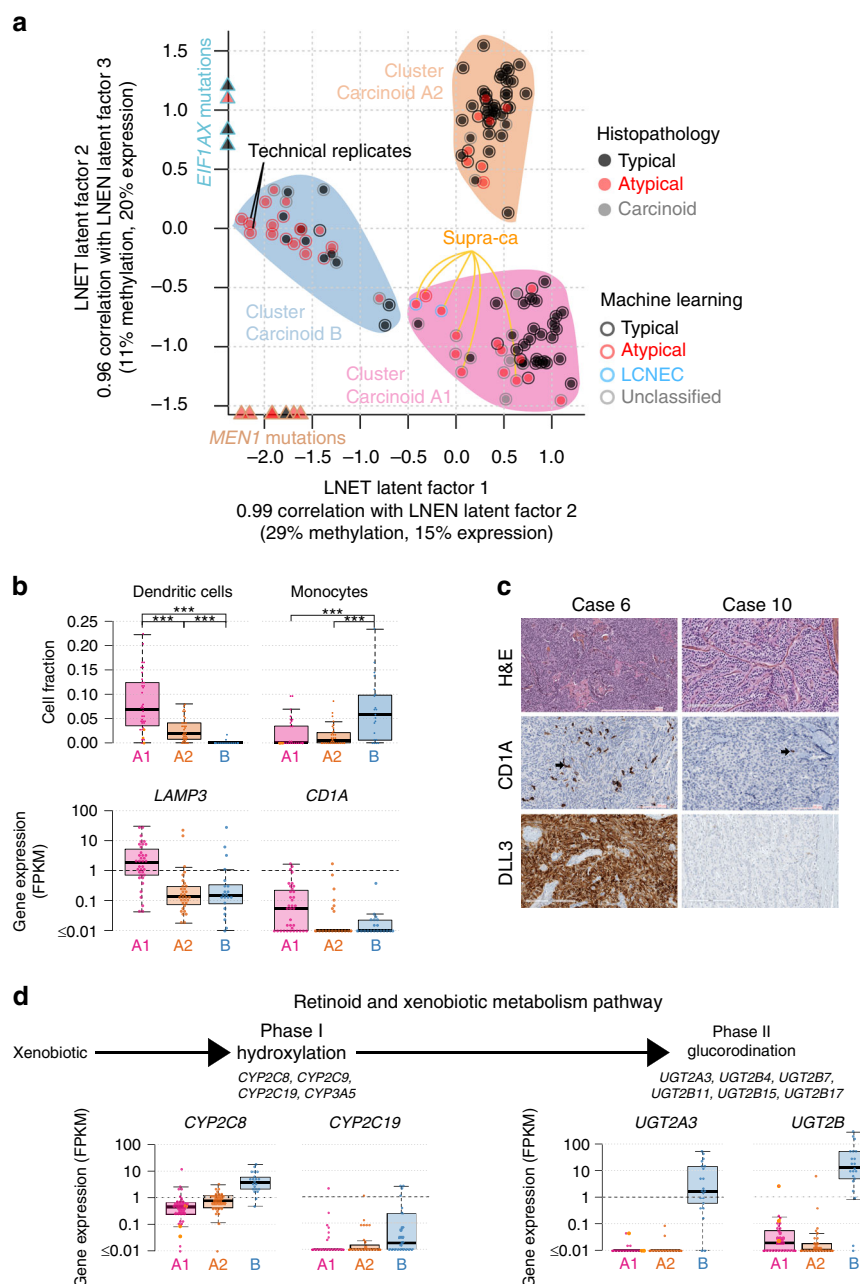 a
LNET latent factor 2
0.96 correlation with LNEN latent factor 3
(11% methylation, 20% expression)
EIF1AX mutations
1.5
1.0
0.5
0.0
−0.5
−1.0
−1.5
Cluster
Carcinoid A2
Technical replicates
Supra-ca
Cluster
Carcinoid B
Cluster
Carcinoid A1
MEN1 mutations
−2.0 −1.5 −1.0 −0.5 0.0 0.5 1.0
LNET latent factor 1
0.99 correlation with LNEN latent factor 2
(29% methylation, 15% expression)
Histopathology
Typical
Atypical
Carcinoid
Machine learning
Typical
Atypical
LCNEC
Unclassified
b
Dendritic cells Monocytes
*** ***
*** *** ***
Cell fraction
0.25
0.20
0.15
0.10
0.05
0.00
A1 A2 B A1 A2 B
LAMP3 CD1A
Gene expression
(FPKM)
100
10
1
0.1
≤0.01
A1 A2 B A1 A2 B
c
Case 6 Case 10
H&E
CD1A
DLL3
d
Retinoid and xenobiotic metabolism pathway
Xenobiotic
Phase I
hydroxylation
CYP2C8, CYP2C9,
CYP2C19, CYP3A5
Phase II
glucorodination
UGT2A3, UGT2B4, UGT2B7,
UGT2B11, UGT2B15, UGT2B17
CYP2C8 CYP2C19
Gene expression (FPKM)
100
10
1
0.1
≤0.01
A1 A2 B A1 A2 B
UGT2A3 UGT2B
Gene expression (FPKM)
100
10
1
0.1
≤0.01
A1 A2 B A1 A2 B